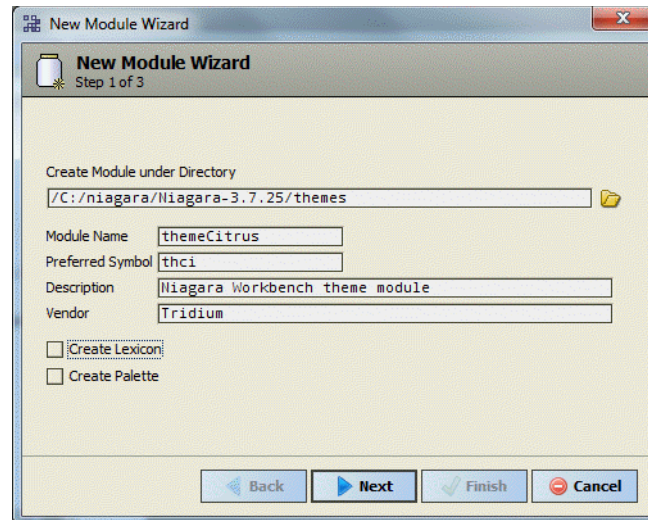 New Module Wizard
New Module Wizard
Step 1 of 3
Create Module under Directory
/C:/niagara/Niagara-3.7.25/themes
Module Name themeCitrus
Preferred Symbol thci
Description Niagara Workbench theme module
Vendor Tridium
Create Lexicon
Create Palette
Back Next Finish Cancel